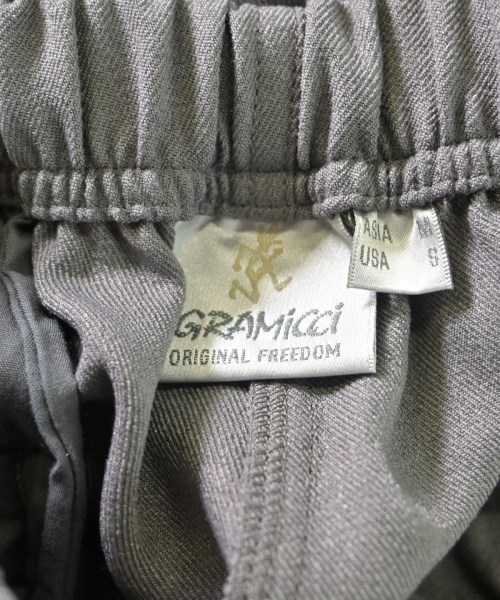 GRAMicci
ORIGINAL FREEDOM
ASIA M
USA S